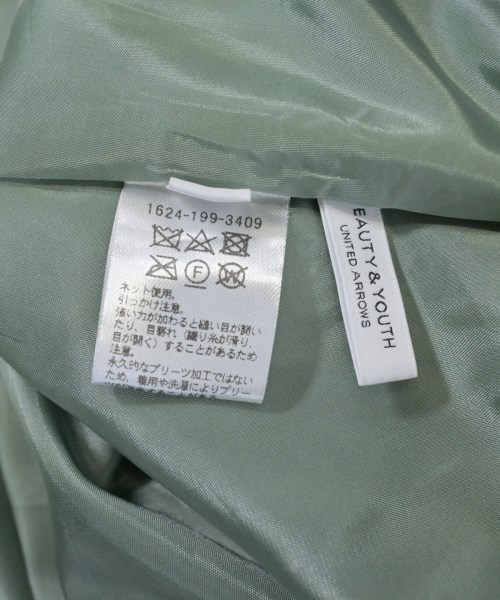 1624-199-3409
F W
ネット使用。
引っかけ注意。
強い力が加わると縫い目が開い
たり、目寄れ（織り糸が滑り、
目が開く）することがあるため
注意。
永久的なプリーツ加工ではない
ため、着用や洗濯によりプリー
EAUTY & YOUTH
UNITED ARROWS